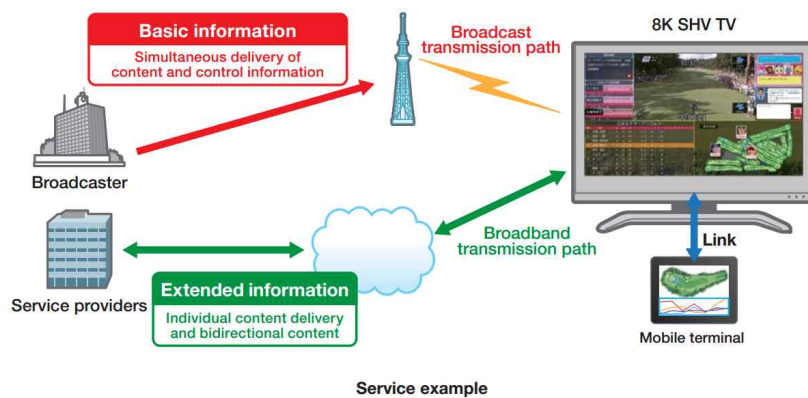 Basic information
Simultaneous delivery of
content and control information
Broadcast
transmission path
8K SHV TV
Broadcaster
Broadband
transmission path
Link
Service providers
Extended information
Individual content delivery
and bidirectional content
Mobile terminal
Service example